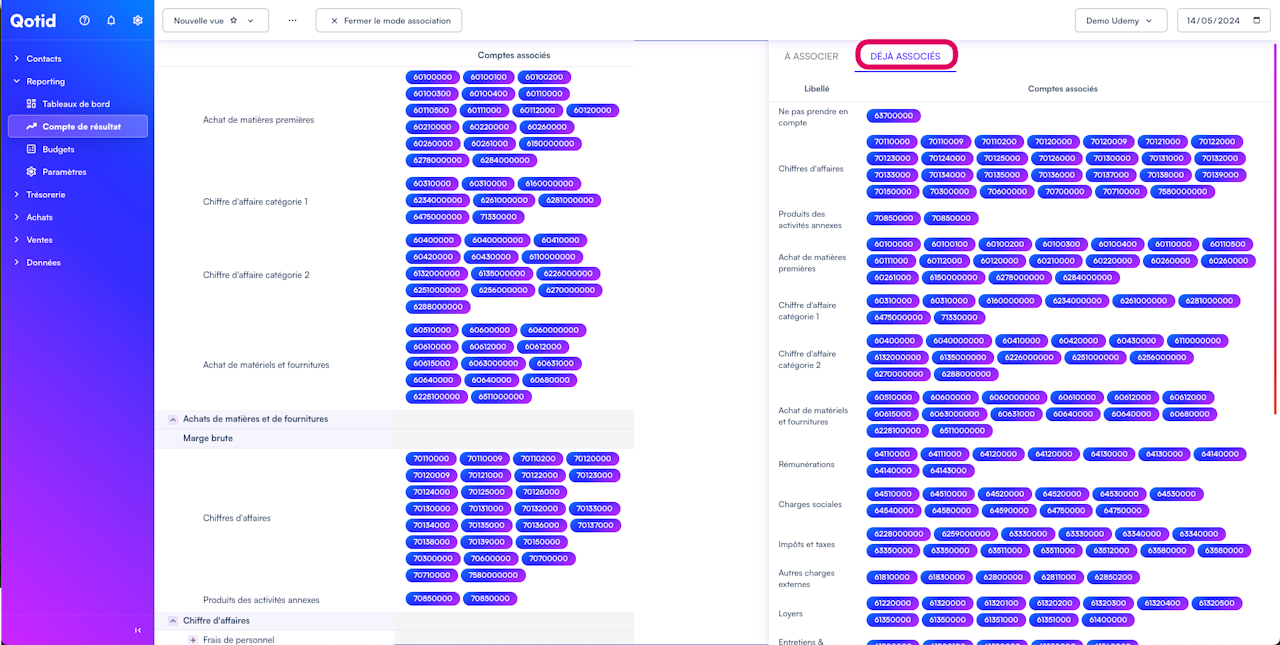 Qotid
Nouvelle vue
...
Fermer le mode association
Demo Udemy
14/05/2024
Contacts
Reporting
Tableaux de bord
Compte de résultat
Budgets
Paramètres
Trésorerie
Achats
Ventes
Données
Comptes associés
60100000 60100100 60100200
60100300 60100400 60110000
60110500 60111000 60112000 60120000
Achat de matières premières
60210000 60220000 60260000
60260000 60261000 6150000000
6278000000 6284000000
60310000 60310000 6160000000
Chiffre d'affaire catégorie 1
6234000000 6261000000 6281000000
6475000000 71330000
60400000 6040000000 60410000
60420000 60430000 6110000000
Chiffre d'affaire catégorie 2
6132000000 6135000000 6226000000
6251000000 6256000000 6270000000
6288000000
60510000 60600000 6060000000
60610000 60612000 60612000
Achat de matériels et fournitures
60615000 6063000000 60631000
60640000 60640000 60680000
6228100000 6511000000
Achats de matières et de fournitures
Marge brute
70110000 70110009 70110200 70120000
70120009 70121000 70122000 70123000
70124000 70125000 70126000
70130000 70131000 70132000 70133000
Chiffres d'affaires
70134000 70135000 70136000 70137000
70138000 70139000 70150000
70300000 70600000 70700000
70710000 7580000000
Produits des activités annexes
70850000 70850000
Chiffre d'affaires
Frais de personnel
À ASSOCIER
DÉJÀ ASSOCIÉS
Libellé
Comptes associés
Ne pas prendre en
compte
63700000
70110000 70110009 70110200 70120000 70120009 70121000 70122000
70123000 70124000 70125000 70126000 70130000 70131000 70132000
Chiffres d'affaires
70133000 70134000 70135000 70136000 70137000 70138000 70139000
70150000 70300000 70600000 70700000 70710000 7580000000
Produits des
activités annexes
70850000 70850000
60100000 60100100 60100200 60100300 60100400 60110000 60110500
Achat de matières
premières
60111000 60112000 60120000 60210000 60220000 60260000 60260000
60261000 6150000000 6278000000 6284000000
Chiffre d'affaire
catégorie 1
60310000 60310000 6160000000 6234000000 6261000000 6281000000
6475000000 71330000
60400000 6040000000 60410000 60420000 60430000 6110000000
Chiffre d'affaire
catégorie 2
6132000000 6135000000 6226000000 6251000000 6256000000
6270000000 6288000000
60510000 60600000 6060000000 60610000 60612000 60612000
Achat de matériels
et fournitures
60615000 6063000000 60631000 60640000 60640000 60680000
6228100000 6511000000
Rémunérations
64110000 64111000 64120000 64120000 64130000 64130000 64140000
64140000 64143000
Charges sociales
64510000 64510000 64520000 64520000 64530000 64530000
64540000 64580000 64590000 64750000 64750000
Impôts et taxes
6228000000 6259000000 63330000 63330000 63340000 63340000
63350000 63350000 63511000 63511000 63512000 63580000 63580000
Autres charges
externes
61810000 61830000 62800000 62811000 62850200
Loyers
61220000 61320000 61320100 61320200 61320300 61320400 61320500
61350000 61350000 61351000 61351000 61400000
Entretiens &